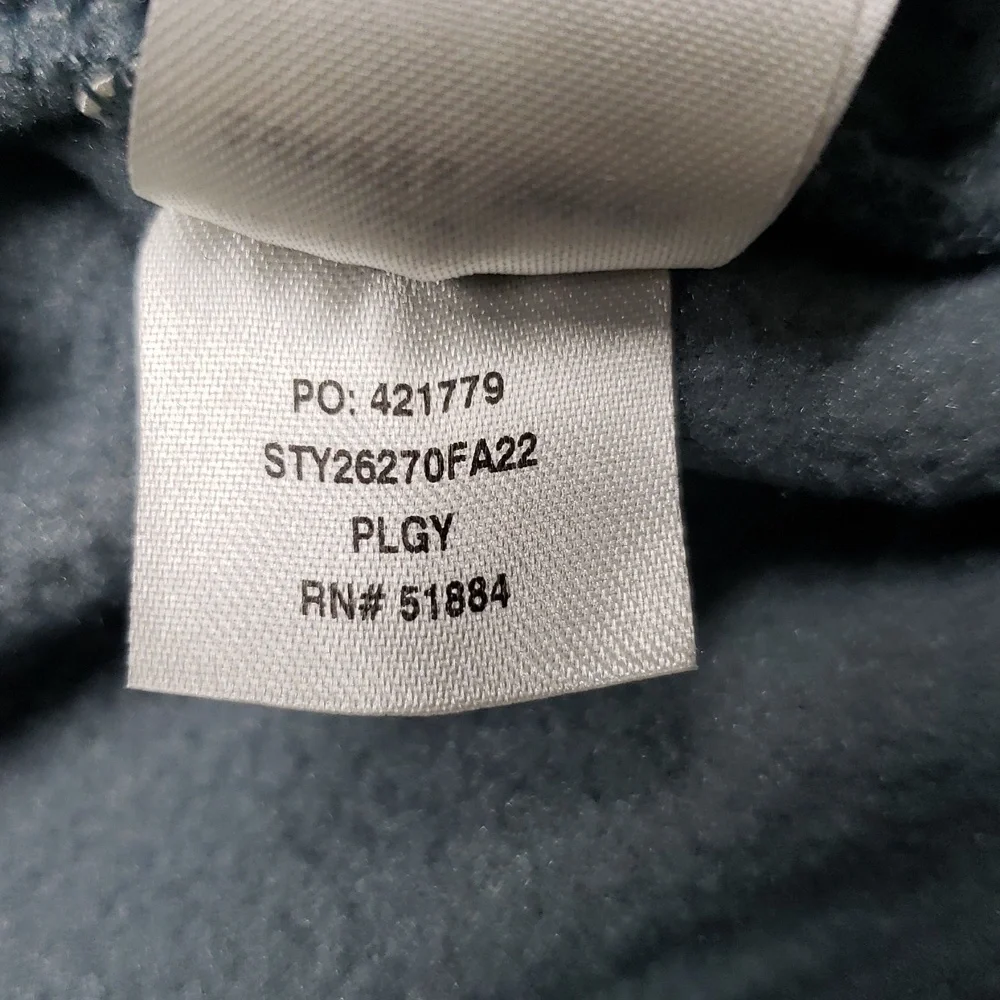 PO: 421779
STY26270FA22
PLGY
RN# 51884